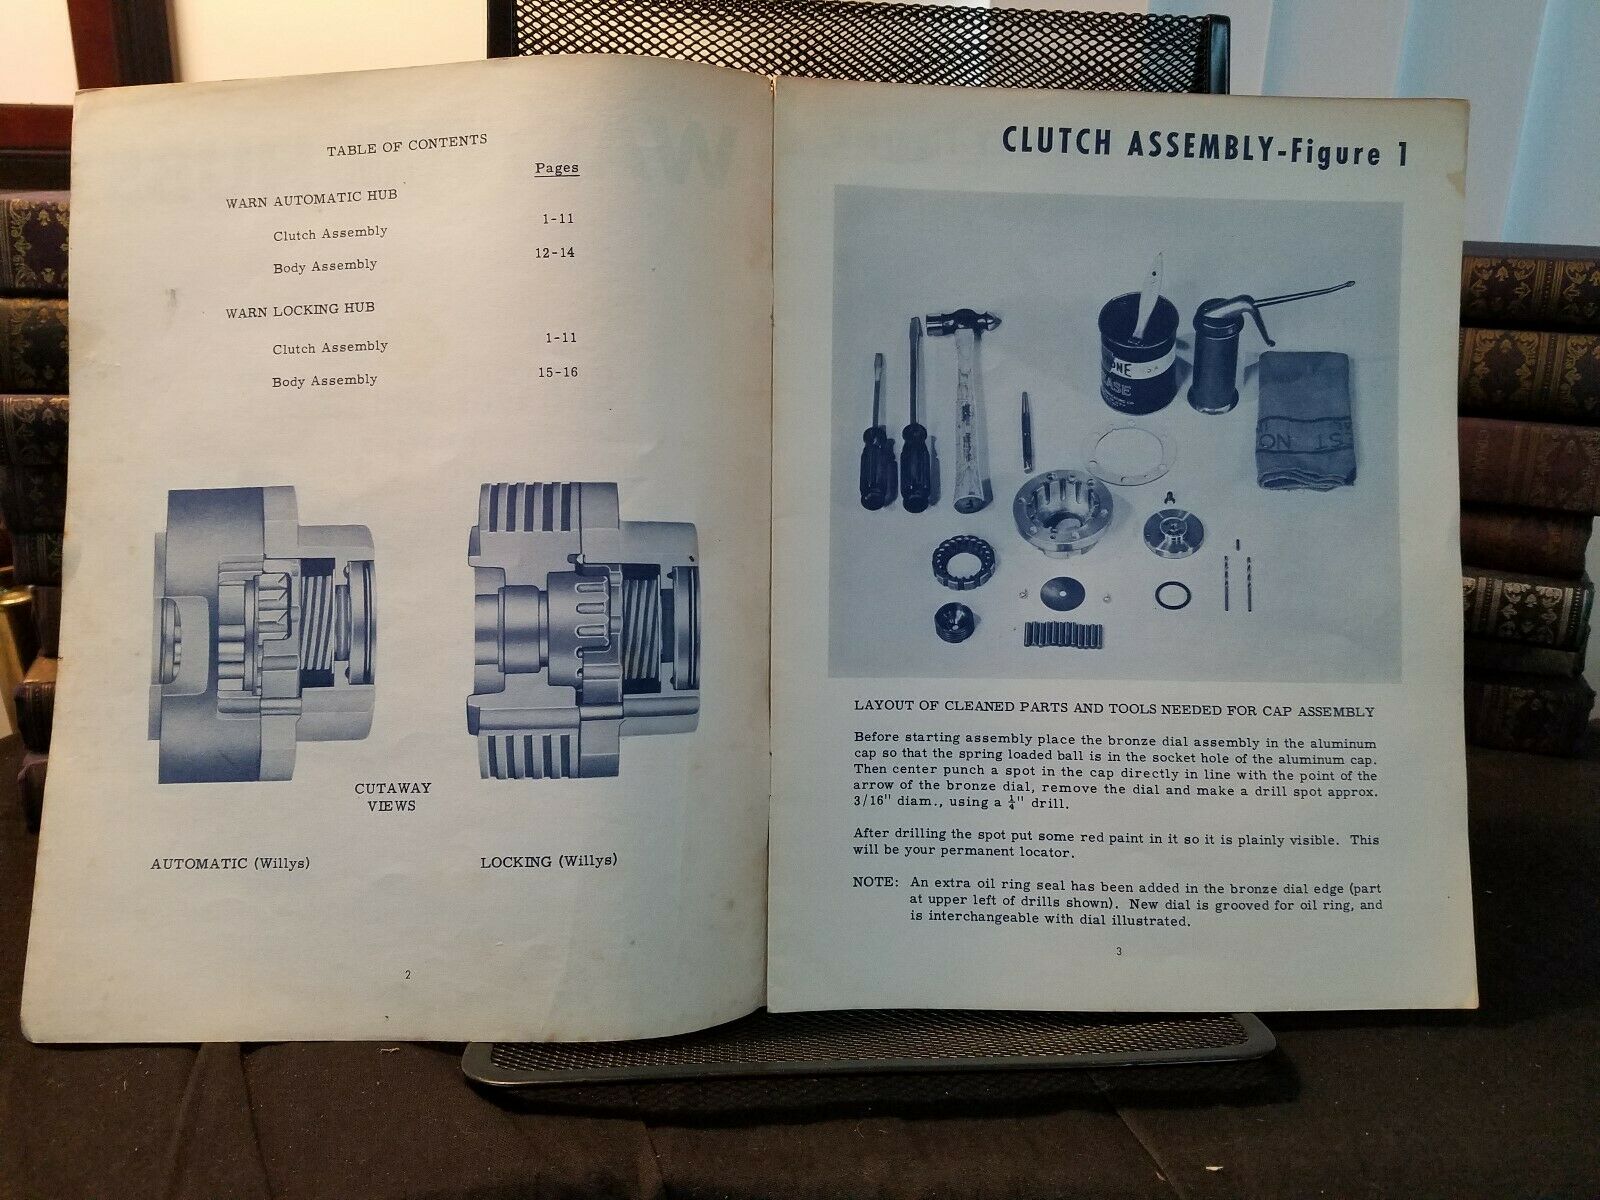 TABLE OF CONTENTS
Pages
WARN AUTOMATIC HUB
Clutch Assembly 1-11
Body Assembly 12-14
WARN LOCKING HUB
Clutch Assembly 1-11
Body Assembly 15-16
CUTAWAY
VIEWS
AUTOMATIC (Willys)
LOCKING (Willys)
2
CLUTCH ASSEMBLY-Figure 1
LAYOUT OF CLEANED PARTS AND TOOLS NEEDED FOR CAP ASSEMBLY
Before starting assembly place the bronze dial assembly in the aluminum
cap so that the spring loaded ball is in the socket hole of the aluminum cap.
Then center punch a spot in the cap directly in line with the point of the
arrow of the bronze dial, remove the dial and make a drill spot approx.
3/16" diam., using a ¼" drill.
After drilling the spot put some red paint in it so it is plainly visible. This
will be your permanent locator.
NOTE: An extra oil ring seal has been added in the bronze dial edge (part
at upper left of drills shown). New dial is grooved for oil ring, and
is interchangeable with dial illustrated.
3